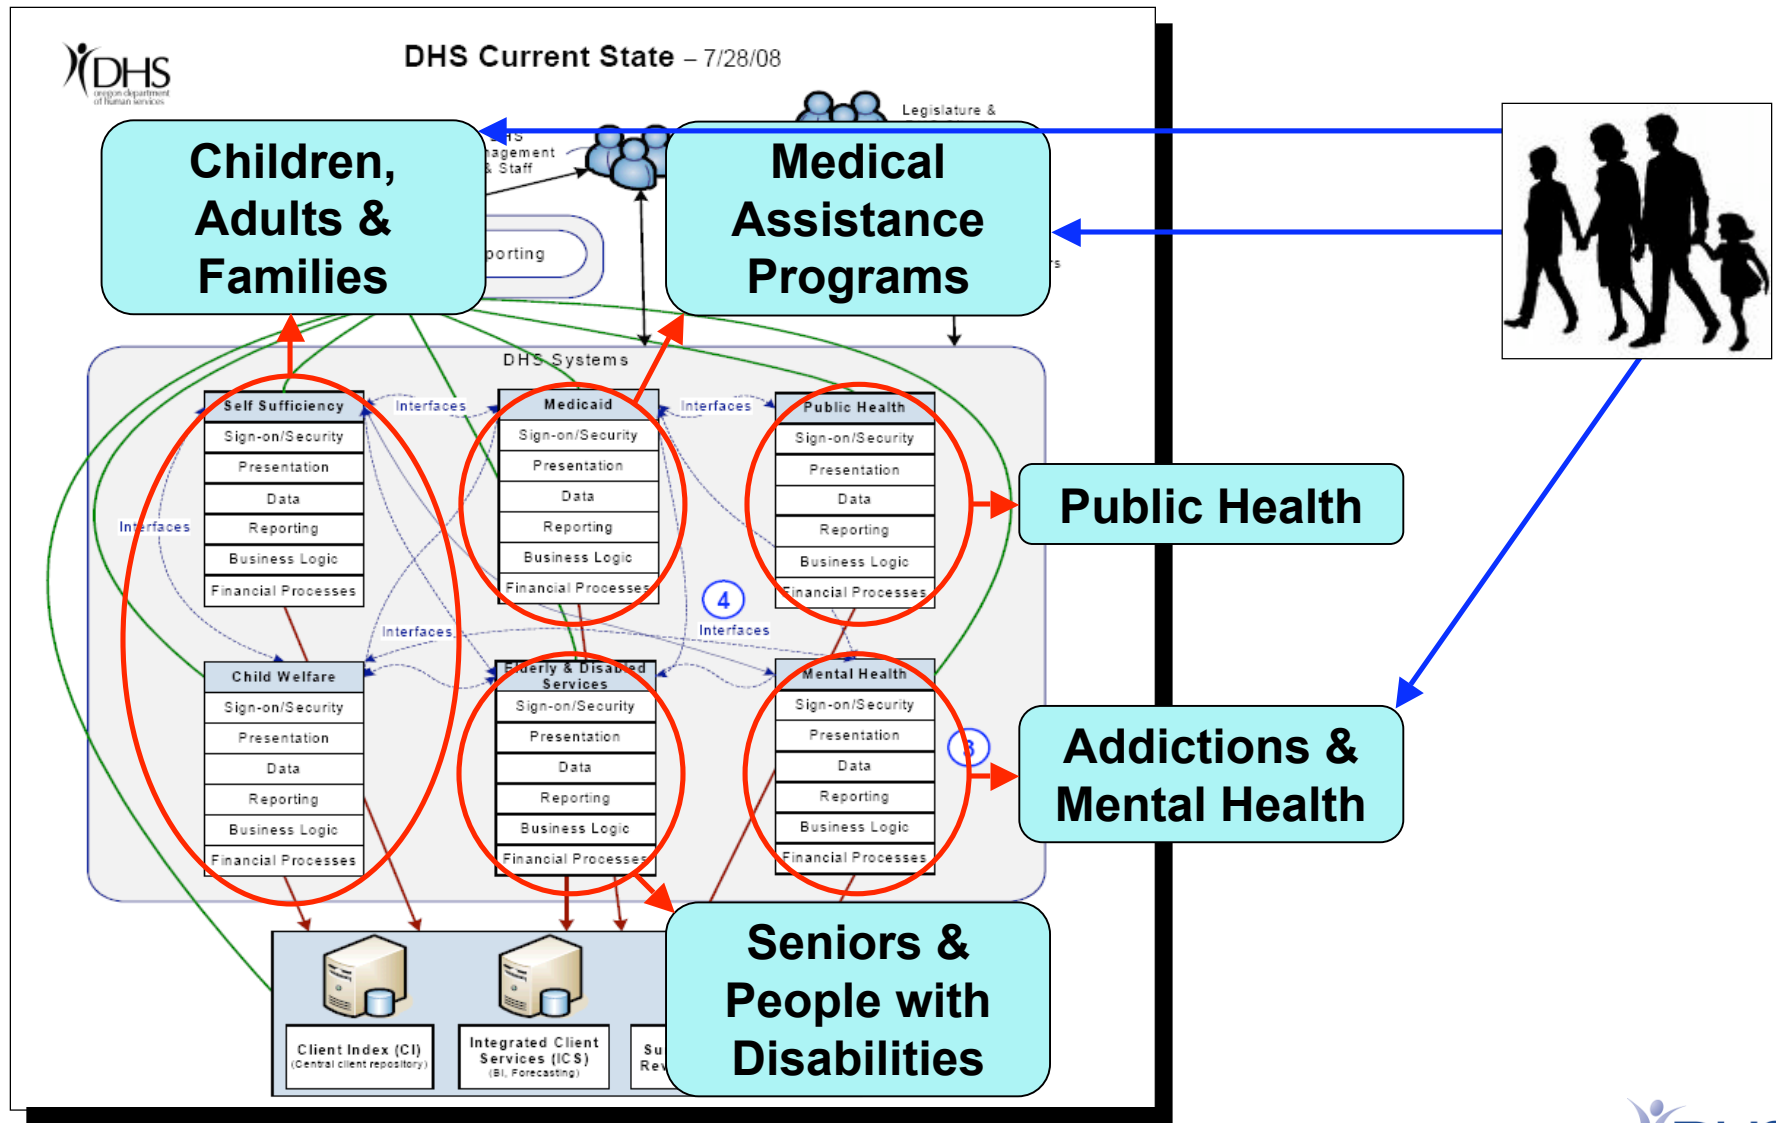 DHS
oregon department
of human services
DHS Current State – 7/28/08
Legislature &
DHS
agement
& Staff
Children,
Adults &
Families
Medical
Assistance
Programs
porting
rs
DHS Systems
Self Sufficiency
Sign-on/Security
Presentation
Data
Reporting
Business Logic
Financial Processes
Interfaces
Medicaid
Sign-on/Security
Presentation
Data
Reporting
Business Logic
Financial Processes
Interfaces
Public Health
Sign-on/Security
Presentation
Data
Reporting
Business Logic
Financial Processes
Public Health
Interfaces
4
Interfaces
Interfaces
Child Welfare
Sign-on/Security
Presentation
Data
Reporting
Business Logic
Financial Processes
Elderly & Disabled
Services
Sign-on/Security
Presentation
Data
Reporting
Business Logic
Financial Processes
Mental Health
Sign-on/Security
Presentation
Data
Reporting
Business Logic
Financial Processes
3
Addictions &
Mental Health
Seniors &
People with
Disabilities
Client Index (CI)
(Central client repository)
Integrated Client
Services (ICS)
(BI, Forecasting)
Su
Rev
DHS